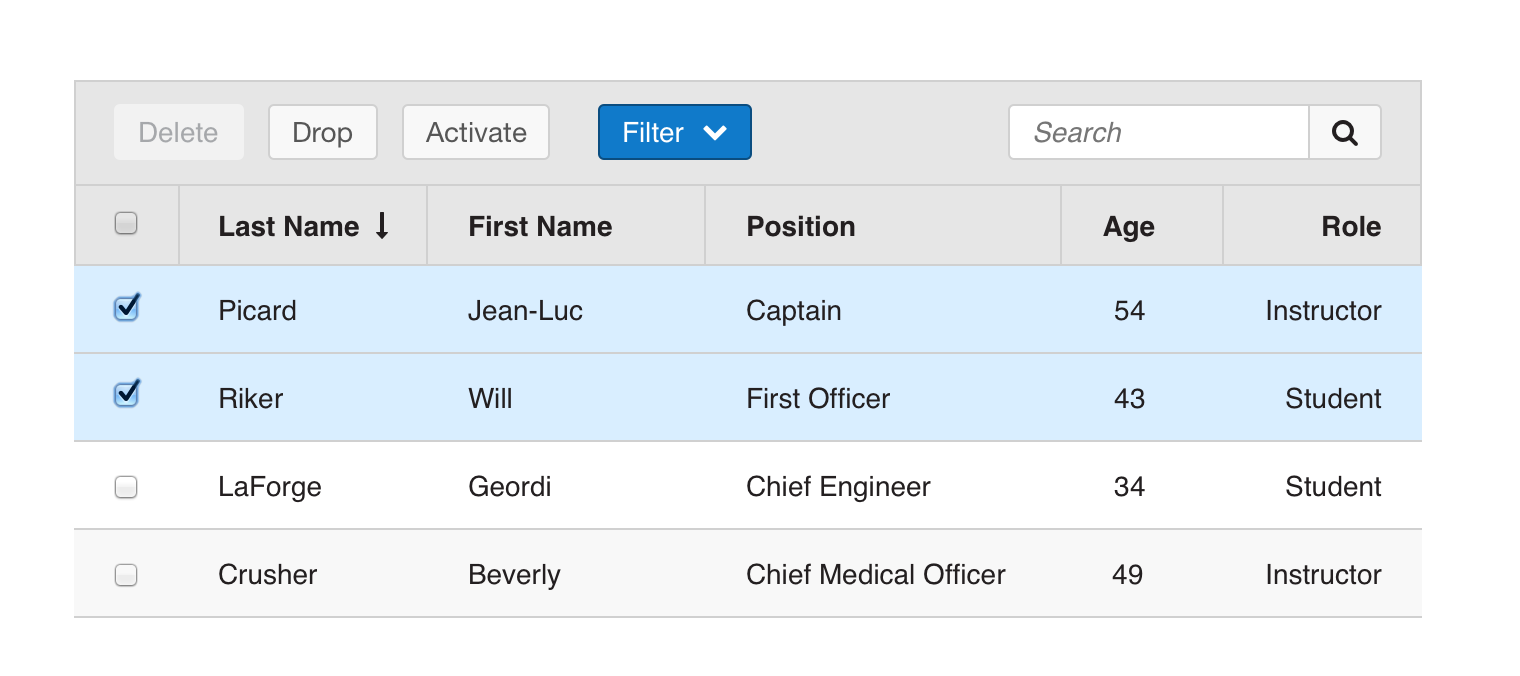 Delete Drop Activate Filter Search
Last Name First Name Position Age Role
Picard Jean-Luc Captain 54 Instructor
Riker Will First Officer 43 Student
LaForge Geordi Chief Engineer 34 Student
Crusher Beverly Chief Medical Officer 49 Instructor